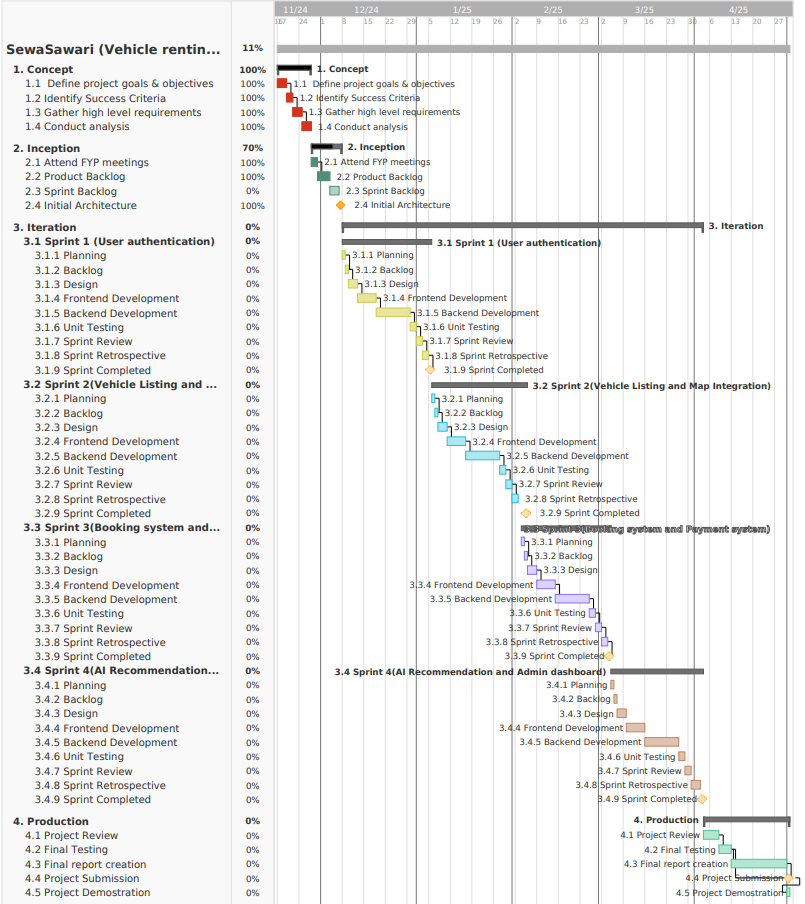 11/24 12/24 1/25 2/25 3/25 4/25
17 24 1 8 15 22 29 5 12 19 26 2 9 16 23 2 9 16 23 30 6 13 20 27
SewaSawari (Vehicle rentin... 11%
1. Concept 100% 1. Concept
1.1 Define project goals & objectives 100% 1.1 Define project goals & objectives
1.2 Identify Success Criteria 100% 1.2 Identify Success Criteria
1.3 Gather high level requirements 100% 1.3 Gather high level requirements
1.4 Conduct analysis 100% 1.4 Conduct analysis
2. Inception 70% 2. Inception
2.1 Attend FYP meetings 100% 2.1 Attend FYP meetings
2.2 Product Backlog 100% 2.2 Product Backlog
2.3 Sprint Backlog 0% 2.3 Sprint Backlog
2.4 Initial Architecture 100% 2.4 Initial Architecture
3. Iteration 0% 3. Iteration
3.1 Sprint 1 (User authentication) 0% 3.1 Sprint 1 (User authentication)
3.1.1 Planning 0% 3.1.1 Planning
3.1.2 Backlog 0% 3.1.2 Backlog
3.1.3 Design 0% 3.1.3 Design
3.1.4 Frontend Development 0% 3.1.4 Frontend Development
3.1.5 Backend Development 0% 3.1.5 Backend Development
3.1.6 Unit Testing 0% 3.1.6 Unit Testing
3.1.7 Sprint Review 0% 3.1.7 Sprint Review
3.1.8 Sprint Retrospective 0% 3.1.8 Sprint Retrospective
3.1.9 Sprint Completed 0% 3.1.9 Sprint Completed
3.2 Sprint 2(Vehicle Listing and ... 0% 3.2 Sprint 2(Vehicle Listing and Map Integration)
3.2.1 Planning 0% 3.2.1 Planning
3.2.2 Backlog 0% 3.2.2 Backlog
3.2.3 Design 0% 3.2.3 Design
3.2.4 Frontend Development 0% 3.2.4 Frontend Development
3.2.5 Backend Development 0% 3.2.5 Backend Development
3.2.6 Unit Testing 0% 3.2.6 Unit Testing
3.2.7 Sprint Review 0% 3.2.7 Sprint Review
3.2.8 Sprint Retrospective 0% 3.2.8 Sprint Retrospective
3.2.9 Sprint Completed 0% 3.2.9 Sprint Completed
3.3 Sprint 3(Booking system and... 0% system and Payment system)
3.3.1 Planning 0% 3.3.1 Planning
3.3.2 Backlog 0% 3.3.2 Backlog
3.3.3 Design 0% 3.3.3 Design
3.3.4 Frontend Development 0% 3.3.4 Frontend Development
3.3.5 Backend Development 0% 3.3.5 Backend Development
3.3.6 Unit Testing 0% 3.3.6 Unit Testing
3.3.7 Sprint Review 0% 3.3.7 Sprint Review
3.3.8 Sprint Retrospective 0% 3.3.8 Sprint Retrospective
3.3.9 Sprint Completed 0% 3.3.9 Sprint Completed
3.4 Sprint 4(AI Recommendation... 0% 3.4 Sprint 4(AI Recommendation and Admin dashboard)
3.4.1 Planning 0% 3.4.1 Planning
3.4.2 Backlog 0% 3.4.2 Backlog
3.4.3 Design 0% 3.4.3 Design
3.4.4 Frontend Development 0% 3.4.4 Frontend Development
3.4.5 Backend Development 0% 3.4.5 Backend Development
3.4.6 Unit Testing 0% 3.4.6 Unit Testing
3.4.7 Sprint Review 0% 3.4.7 Sprint Review
3.4.8 Sprint Retrospective 0% 3.4.8 Sprint Retrospective
3.4.9 Sprint Completed 0% 3.4.9 Sprint Completed
4. Production 0% 4. Production
4.1 Project Review 0% 4.1 Project Review
4.2 Final Testing 0% 4.2 Final Testing
4.3 Final report creation 0% 4.3 Final report creation
4.4 Project Submission 0% 4.4 Project Submission
4.5 Project Demostration 0% 4.5 Project Demostration